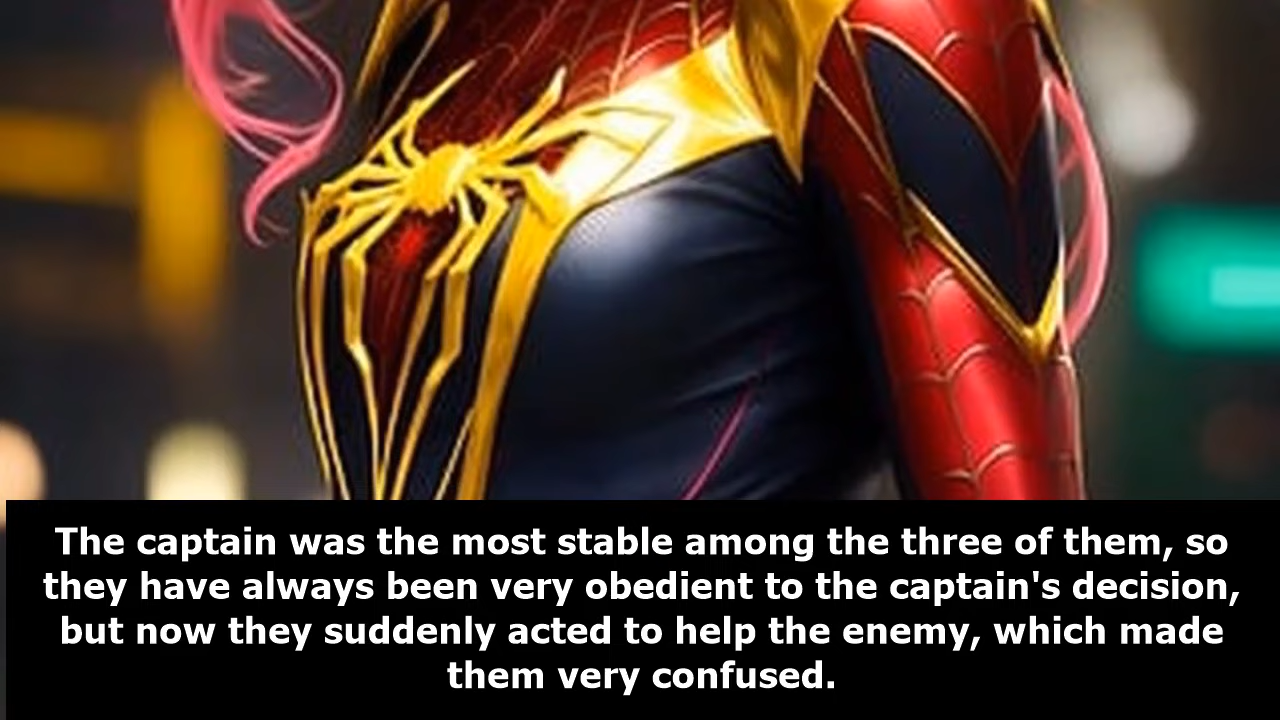 The captain was the most stable among the three of them, so
they have always been very obedient to the captain's decision,
but now they suddenly acted to help the enemy, which made
them very confused.